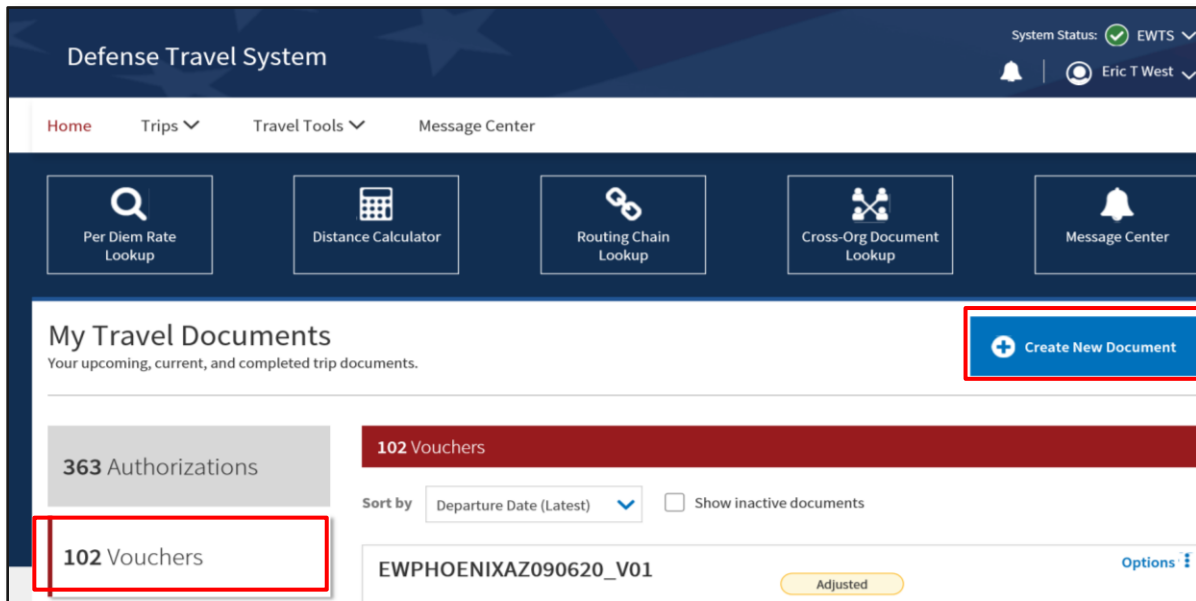 Defense Travel System
System Status: EWTS
Eric T West
Home Trips Travel Tools Message Center
Per Diem Rate
Lookup
Distance Calculator
Routing Chain
Lookup
Cross-Org Document
Lookup
Message Center
My Travel Documents
Your upcoming, current, and completed trip documents.
Create New Document
363 Authorizations
102 Vouchers
102 Vouchers
Sort by Departure Date (Latest) Show inactive documents
EWPHOENIXAZ090620_V01
Adjusted
Options